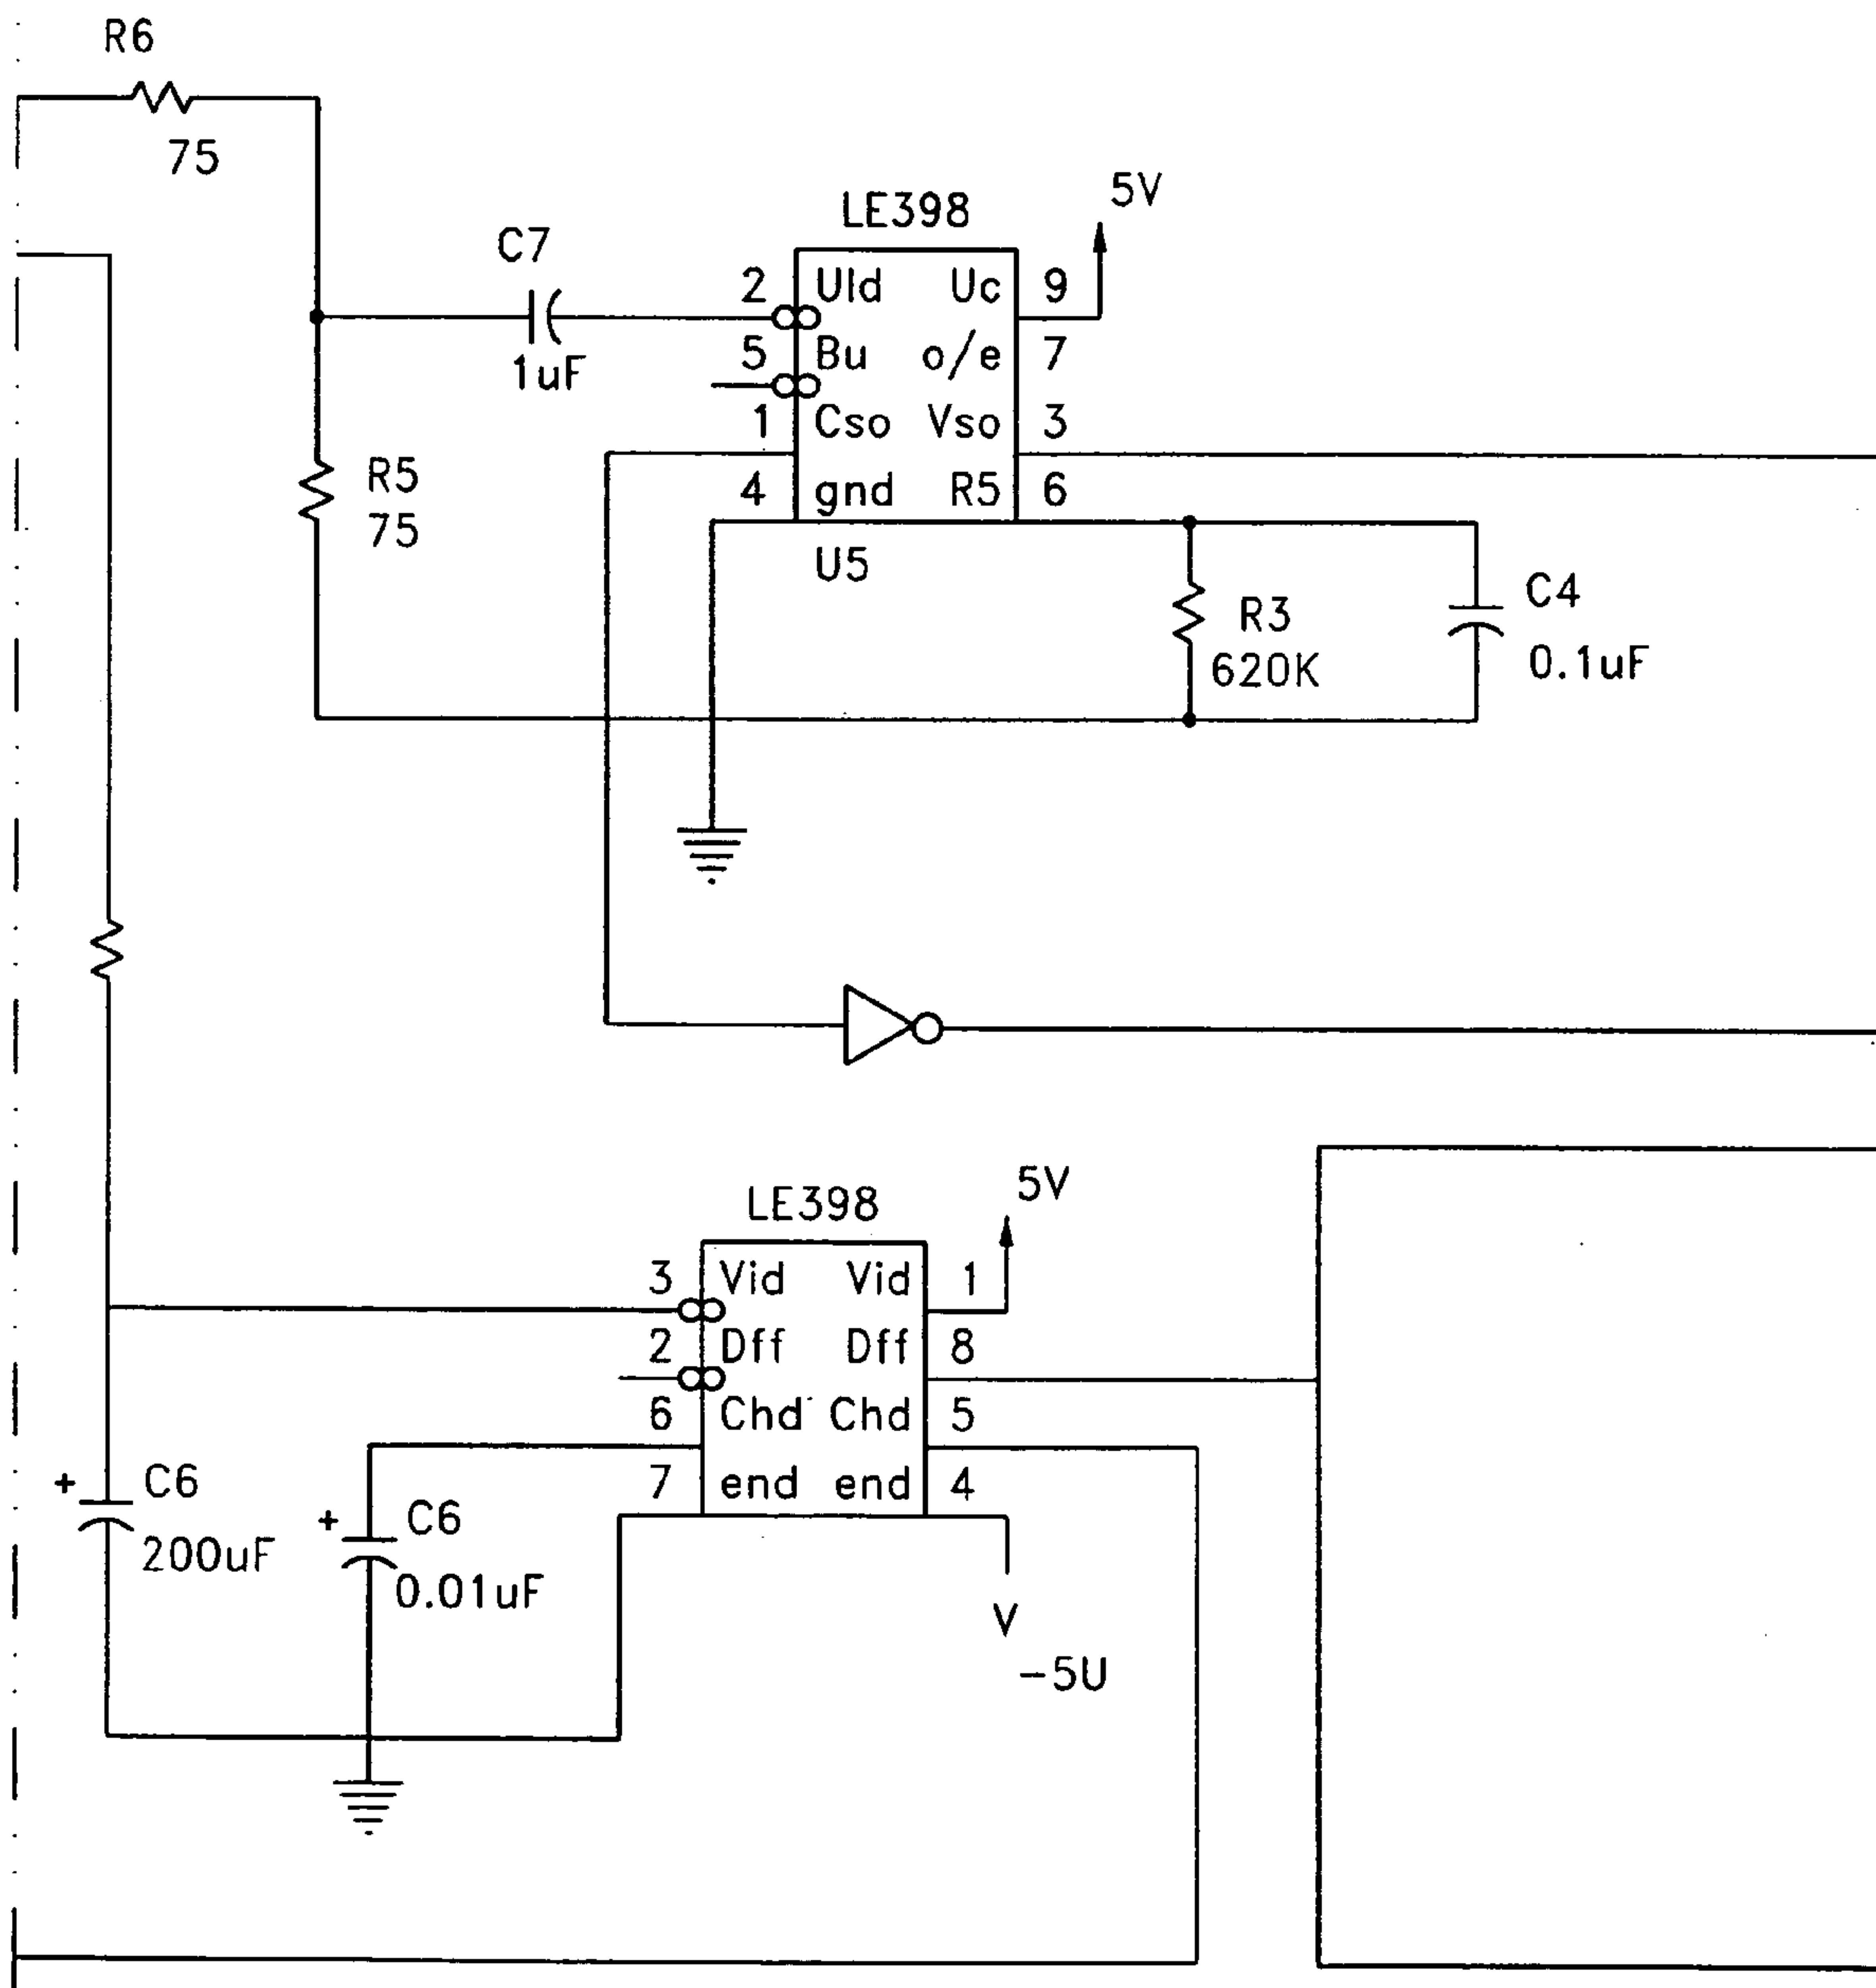 R6
75
C7
1uF
LE398
5V
2 Uld Uc 9
5 Bu o/e 7
1 Cso Vso 3
4 gnd R5 6
U5
R5
75
R3
620K
C4
0.1uF
LE398
5V
3 Vid Vid 1
2 Dff Dff 8
6 Chd Chd 5
7 end end 4
+ C6
200uF
+ C6
0.01uF
V
-5U